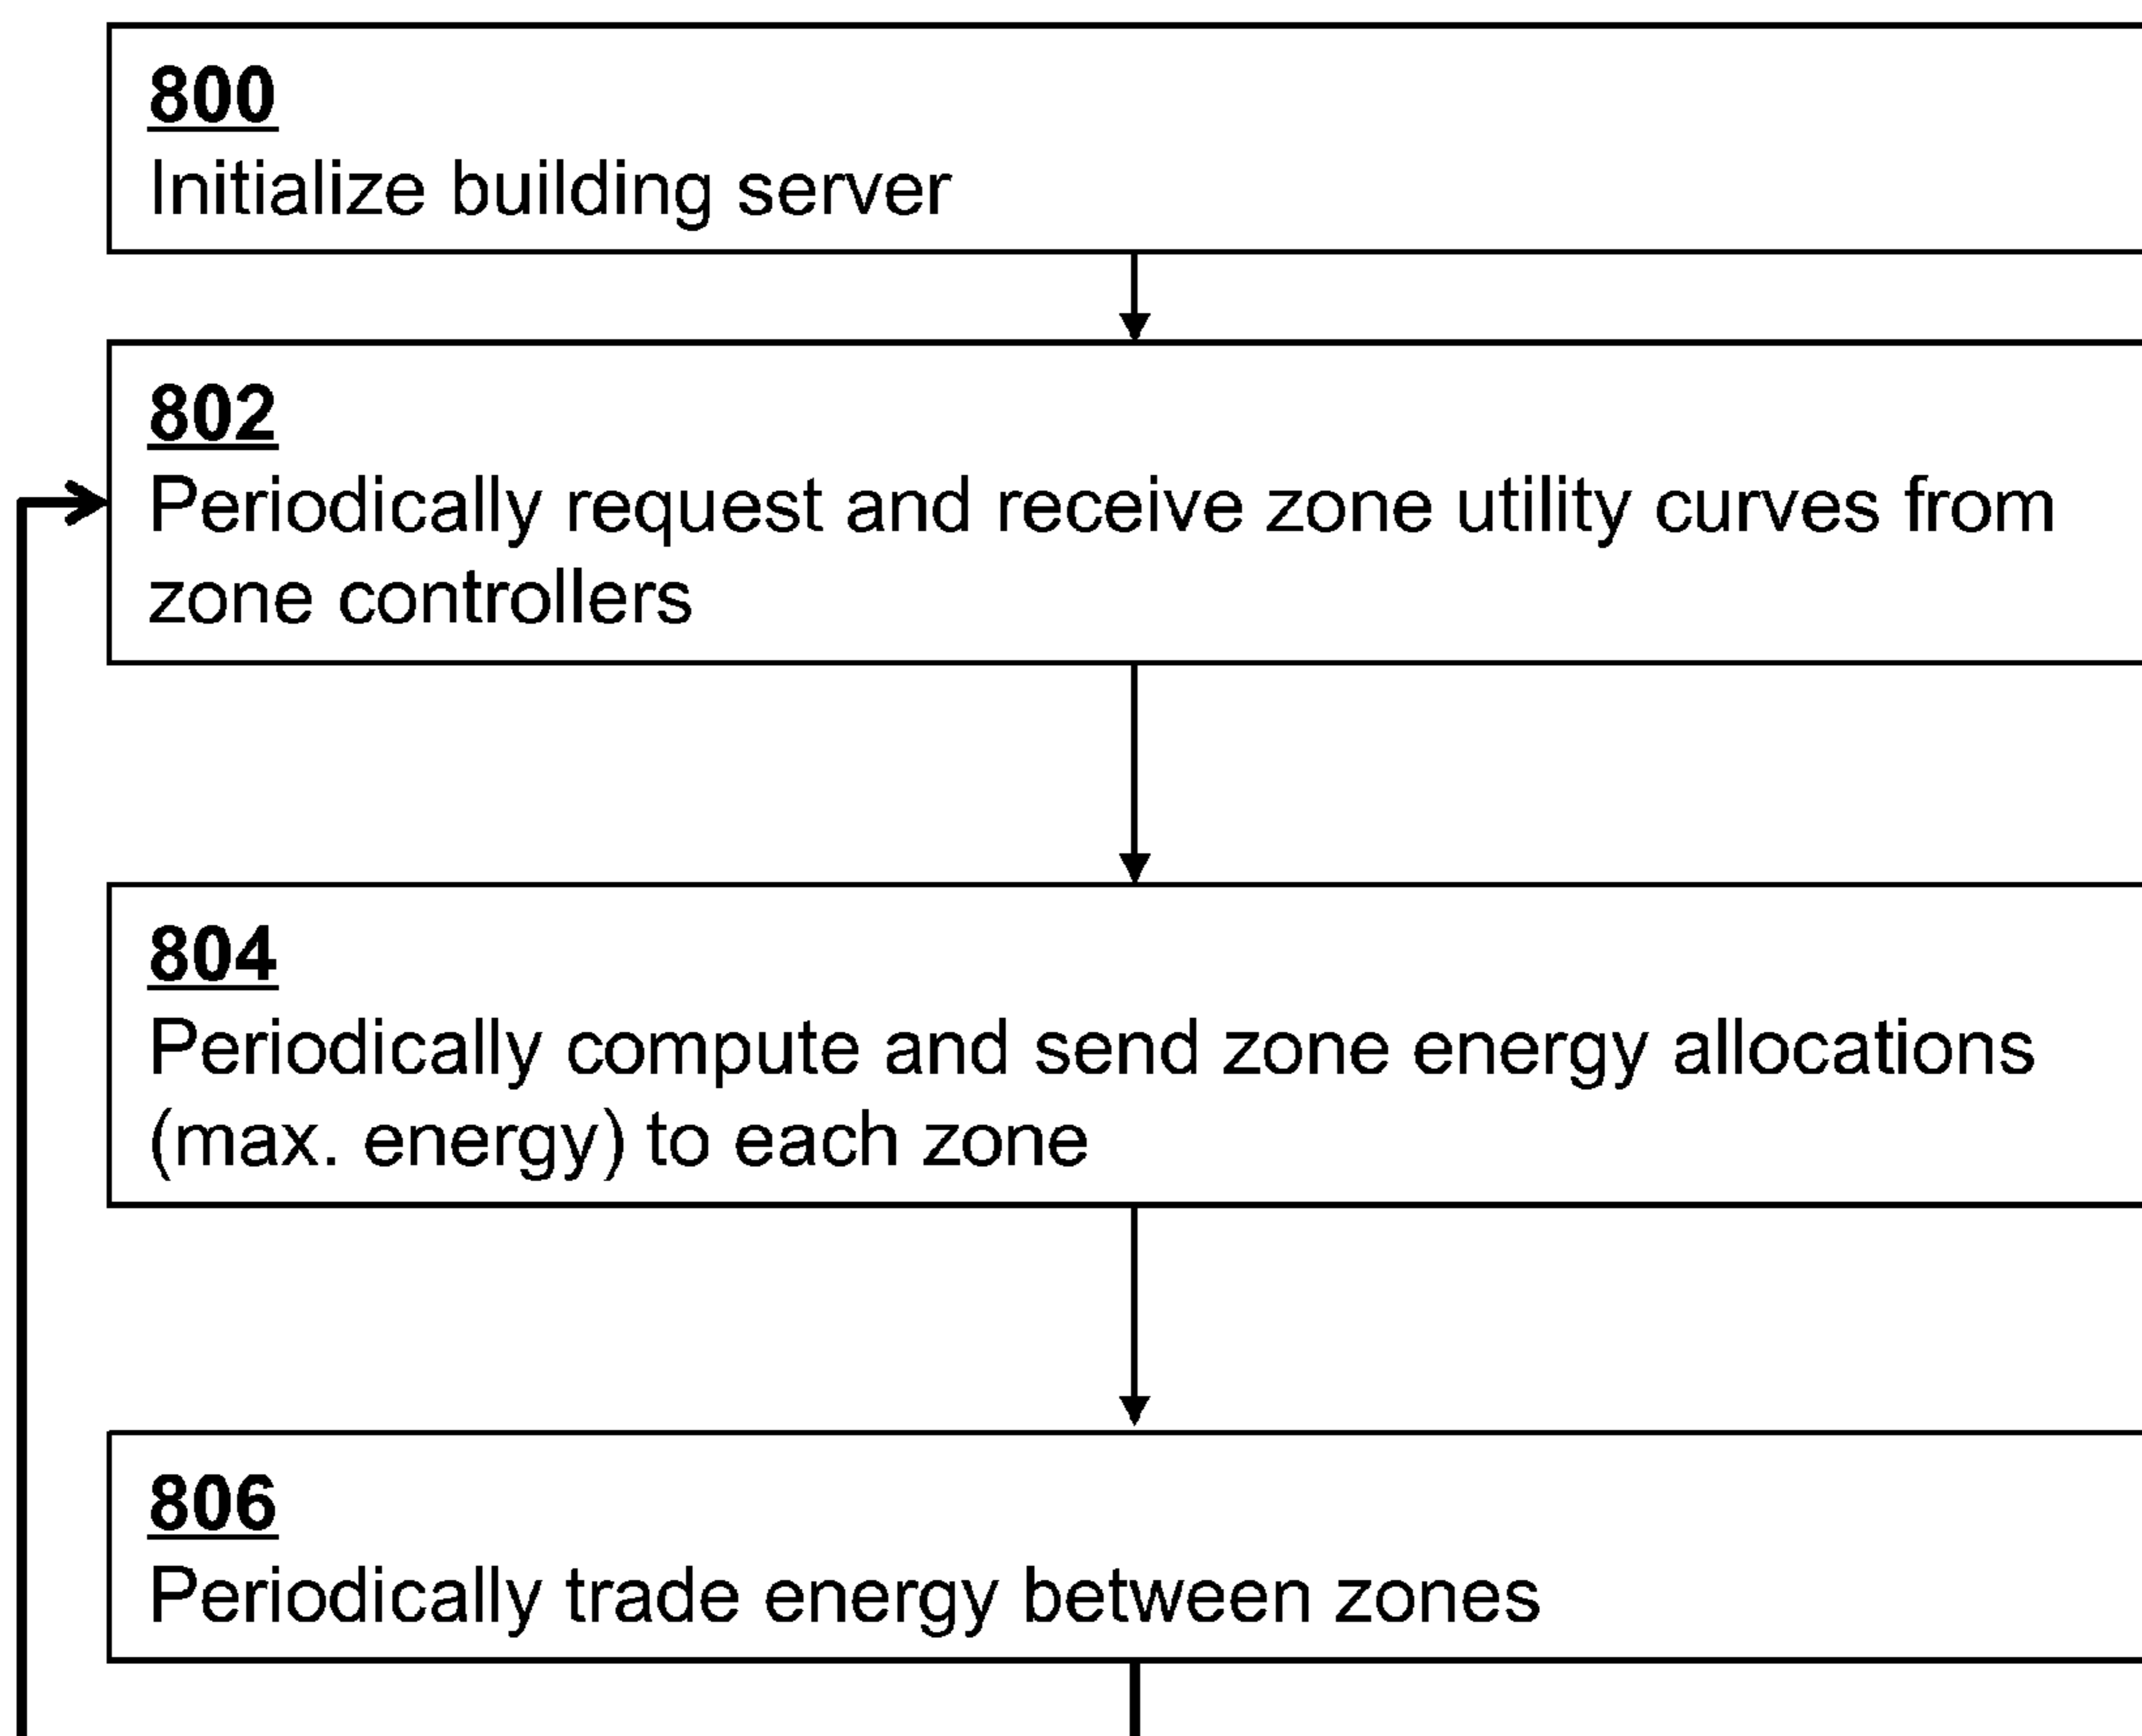 800
Initialize building server
802
Periodically request and receive zone utility curves from
zone controllers
804
Periodically compute and send zone energy allocations
(max. energy) to each zone
806
Periodically trade energy between zones